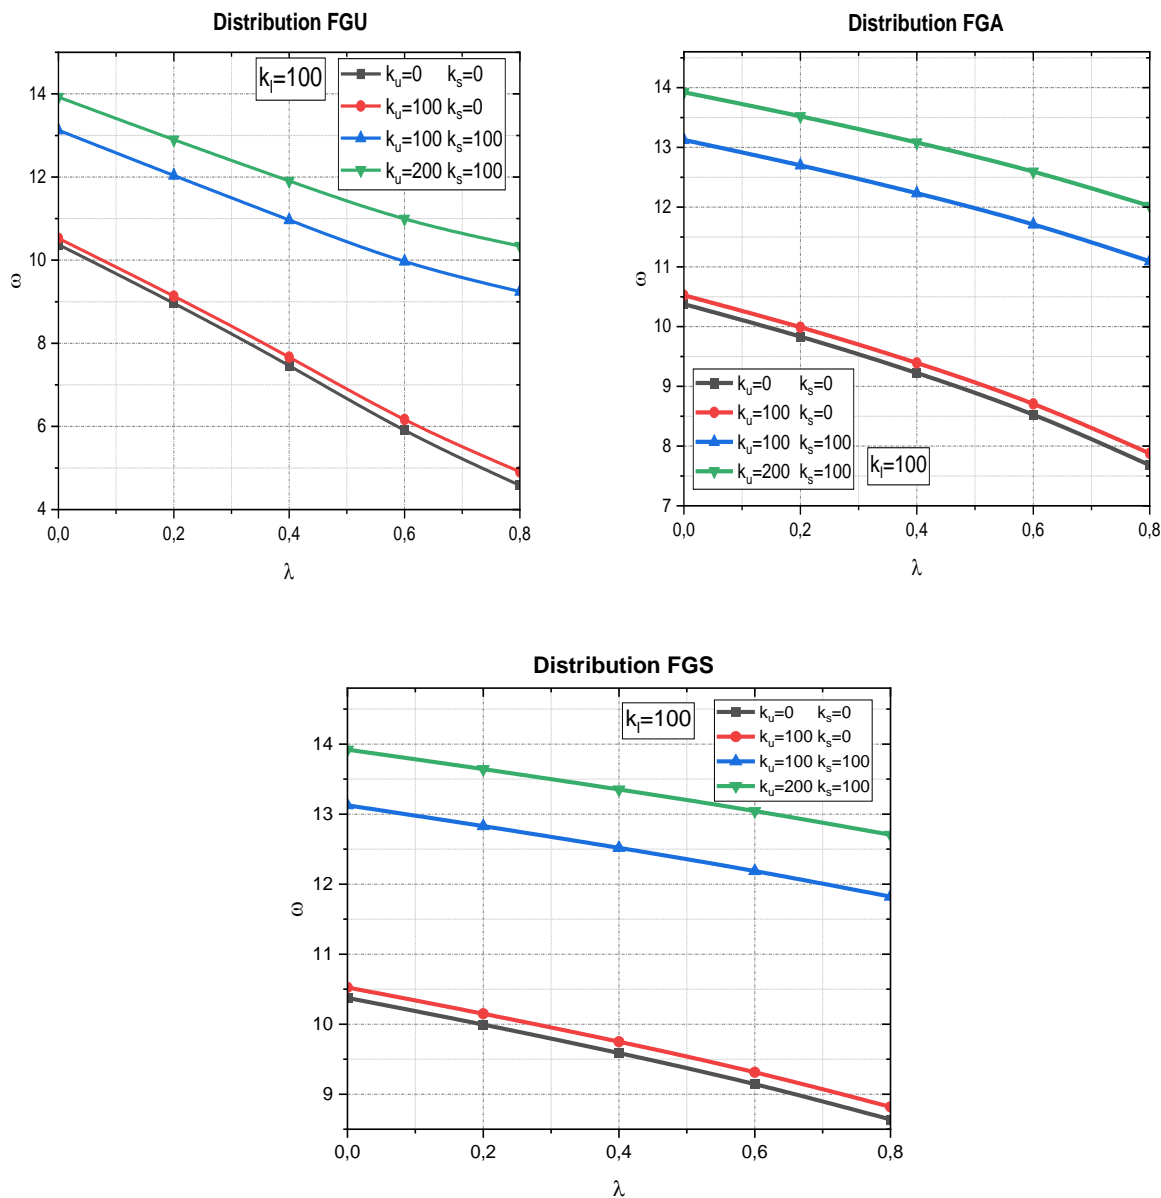 Distribution FGU
kₗ=100
kᵤ=0 kₛ=0
kᵤ=100 kₛ=0
kᵤ=100 kₛ=100
kᵤ=200 kₛ=100
14
12
10
8
6
4
ω
0,0 0,2 0,4 0,6 0,8
λ
Distribution FGA
14
13
12
11
10
9
8
7
ω
kᵤ=0 kₛ=0
kᵤ=100 kₛ=0
kᵤ=100 kₛ=100
kᵤ=200 kₛ=100
kₗ=100
0,0 0,2 0,4 0,6 0,8
λ
Distribution FGS
kₗ=100
kᵤ=0 kₛ=0
kᵤ=100 kₛ=0
kᵤ=100 kₛ=100
kᵤ=200 kₛ=100
14
13
12
11
10
9
ω
0,0 0,2 0,4 0,6 0,8
λ